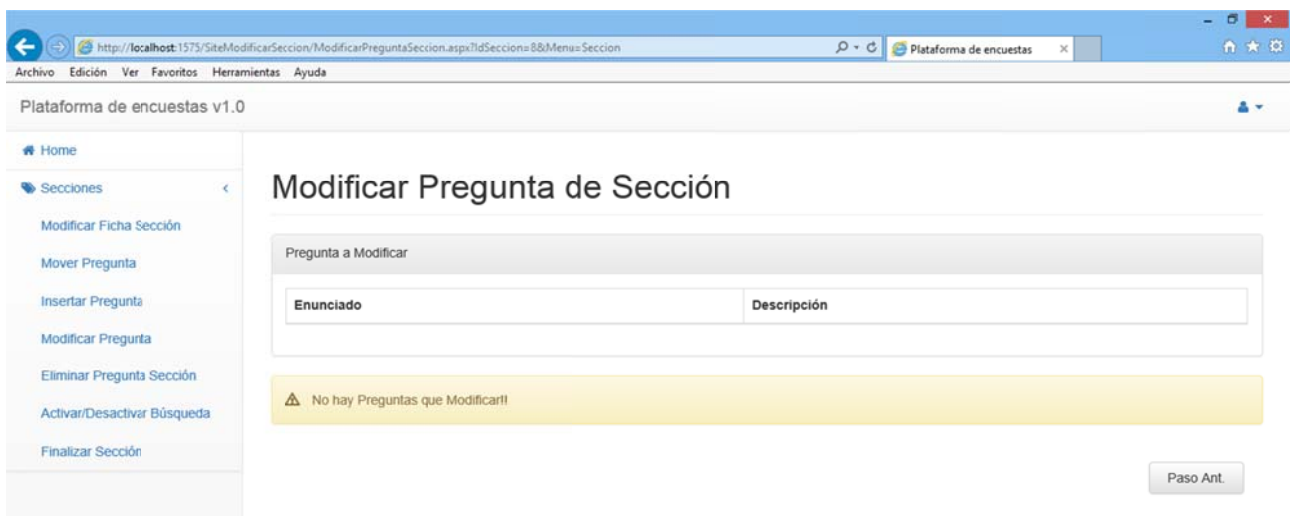 http://localhost:1575/SiteModificarSeccion/ModificarPreguntaSeccion.aspx?IdSeccion=8&Menu=Seccion
Plataforma de encuestas
Archivo Edición Ver Favoritos Herramientas Ayuda
Plataforma de encuestas v1.0
Home
Secciones
Modificar Ficha Sección
Mover Pregunta
Insertar Pregunta
Modificar Pregunta
Eliminar Pregunta Sección
Activar/Desactivar Búsqueda
Finalizar Sección
Modificar Pregunta de Sección
Pregunta a Modificar
Enunciado Descripción
No hay Preguntas que Modificar!!
Paso Ant.